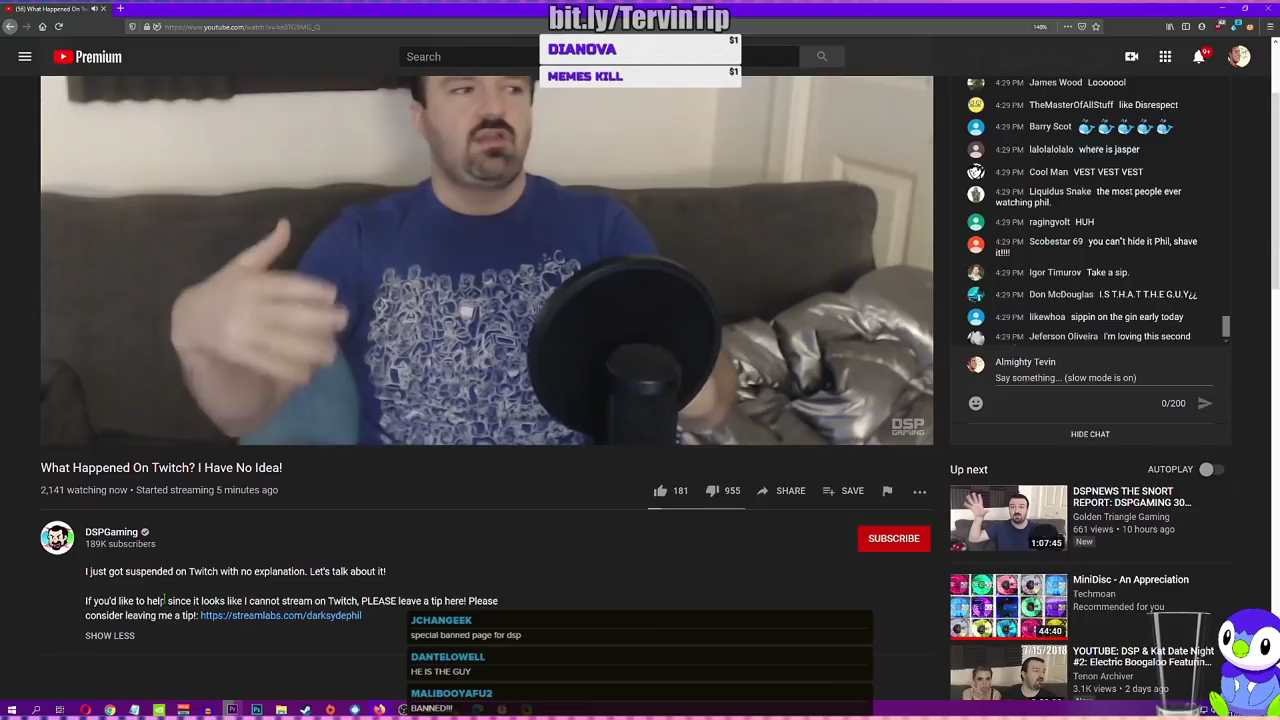 (56) What Happened On Twitch?
140%
bit.ly/TervinTip
DIANOVA $1
MEMES KILL $1
Premium
Search
9+
James Wood Looooool
4:29 PM TheMasterOfAllStuff like Disrespect
4:29 PM Barry Scot
4:29 PM lalolalolalo where is jasper
4:29 PM Cool Man VEST VEST VEST
4:29 PM Liquidus Snake the most people ever
watching phil.
4:29 PM ragingvolt HUH
4:29 PM Scobestar 69 you can"t hide it Phil, shave
it!!!!
4:29 PM Igor Timurov Take a sip.
4:29 PM Don McDouglas I.S T.H.A.T T.H.E G.U.Y¿¿
4:29 PM likewhoa sippin on the gin early today
4:29 PM Jeferson Oliveira I'm loving this second
Almighty Tevin
Say something... (slow mode is on)
0/200
HIDE CHAT
DSP
GAMING
What Happened On Twitch? I Have No Idea!
2,141 watching now • Started streaming 5 minutes ago
181
955
SHARE
SAVE
DSPGaming
189K subscribers
SUBSCRIBE
I just got suspended on Twitch with no explanation. Let's talk about it!
If you'd like to help since it looks like I cannot stream on Twitch, PLEASE leave a tip here! Please
consider leaving me a tip!: https://streamlabs.com/darksydephil
SHOW LESS
JCHANGEEK
special banned page for dsp
DANTELOWELL
HE IS THE GUY
MALIBOOYAFU2
BANNED!!!
Up next
AUTOPLAY
DSPNEWS THE SNORT
REPORT: DSPGAMING 30...
Golden Triangle Gaming
661 views • 10 hours ago
New
1:07:45
MiniDisc - An Appreciation
Techmoan
Recommended for you
44:40
7/15/2018
YOUTUBE: DSP & Kat Date Night
#2: Electric Boogaloo Featurin...
Tenon Archiver
3.1K views • 2 days ago
New